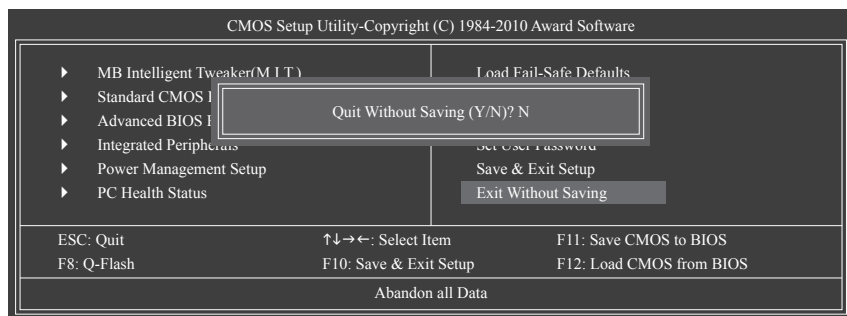 CMOS Setup Utility-Copyright (C) 1984-2010 Award Software
MB Intelligent Tweaker(M.I.T.)
Standard CMOS
Advanced BIOS
Integrated Peripherals
Power Management Setup
PC Health Status
Load Fail-Safe Defaults
Set User Password
Save & Exit Setup
Exit Without Saving
Quit Without Saving (Y/N)? N
ESC: Quit ↑↓→←: Select Item F11: Save CMOS to BIOS
F8: Q-Flash F10: Save & Exit Setup F12: Load CMOS from BIOS
Abandon all Data